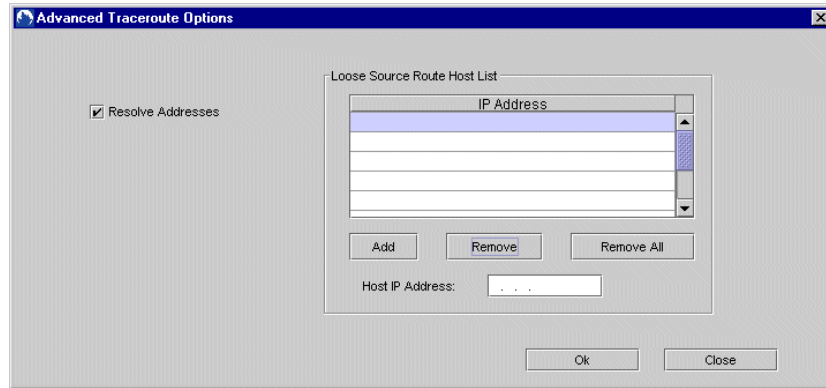 Advanced Traceroute Options
Resolve Addresses
Loose Source Route Host List
IP Address
Add Remove Remove All
Host IP Address: . . .
Ok Close